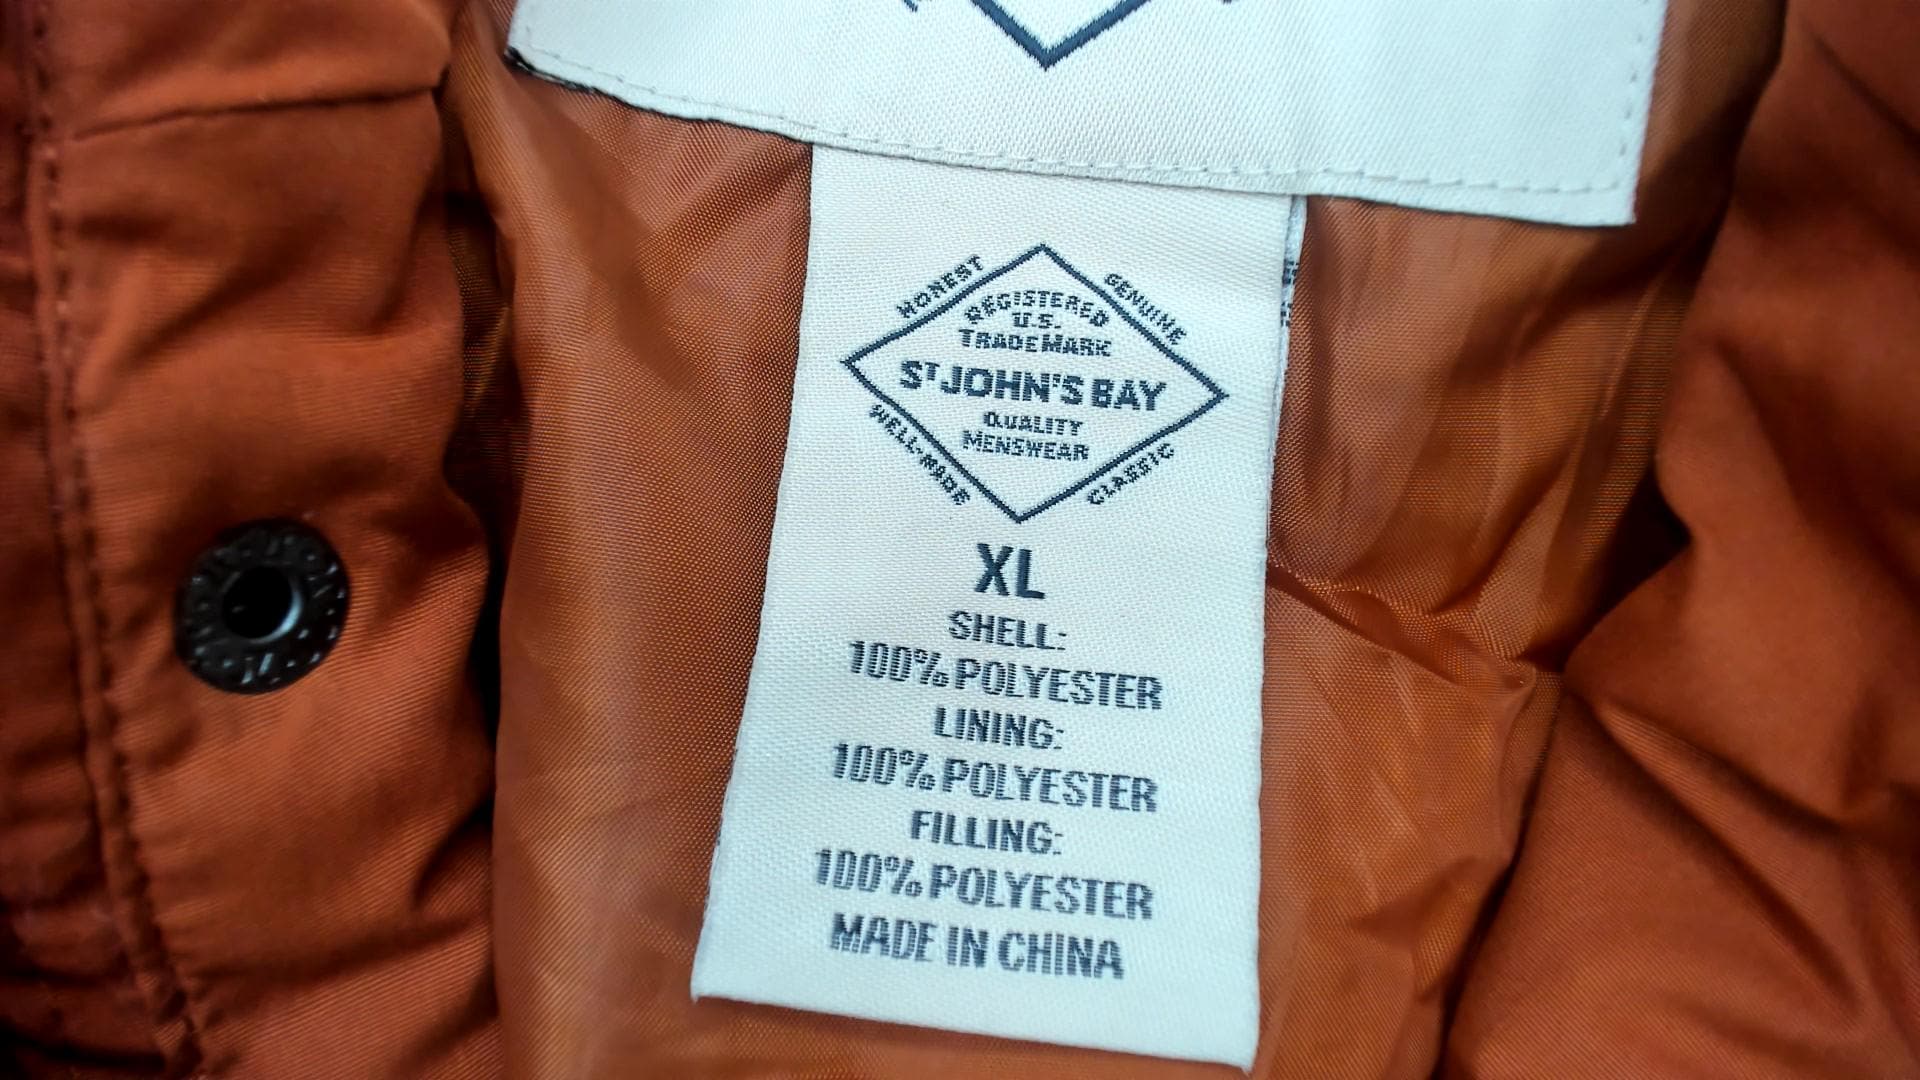 HONEST
GENUINE
REGISTERED
U.S.
TRADEMARK
ST JOHN'S BAY
QUALITY
MENSWEAR
WELL-MADE
CLASSIC
XL
SHELL:
100% POLYESTER
LINING:
100% POLYESTER
FILLING:
100% POLYESTER
MADE IN CHINA